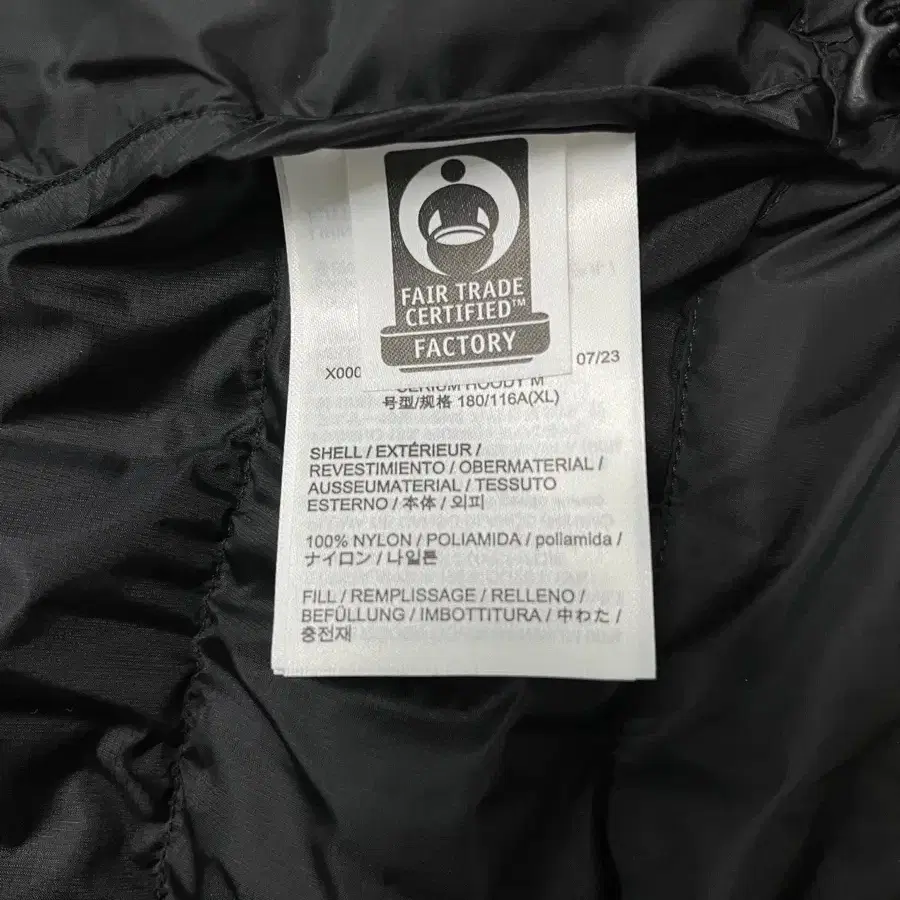 FAIR TRADE
CERTIFIED™
FACTORY
X000 07/23
CERIUM HOODY M
号型/规格 180/116A(XL)
SHELL / EXTÉRIEUR /
REVESTIMIENTO / OBERMATERIAL /
AUSSEUMATERIAL / TESSUTO
ESTERNO / 本体 / 외피
100% NYLON / POLIAMIDA / poliamida /
ナイロン / 나일론
FILL / REMPLISSAGE / RELLENO /
BEFÜLLUNG / IMBOTTITURA / 中わた /
충전재